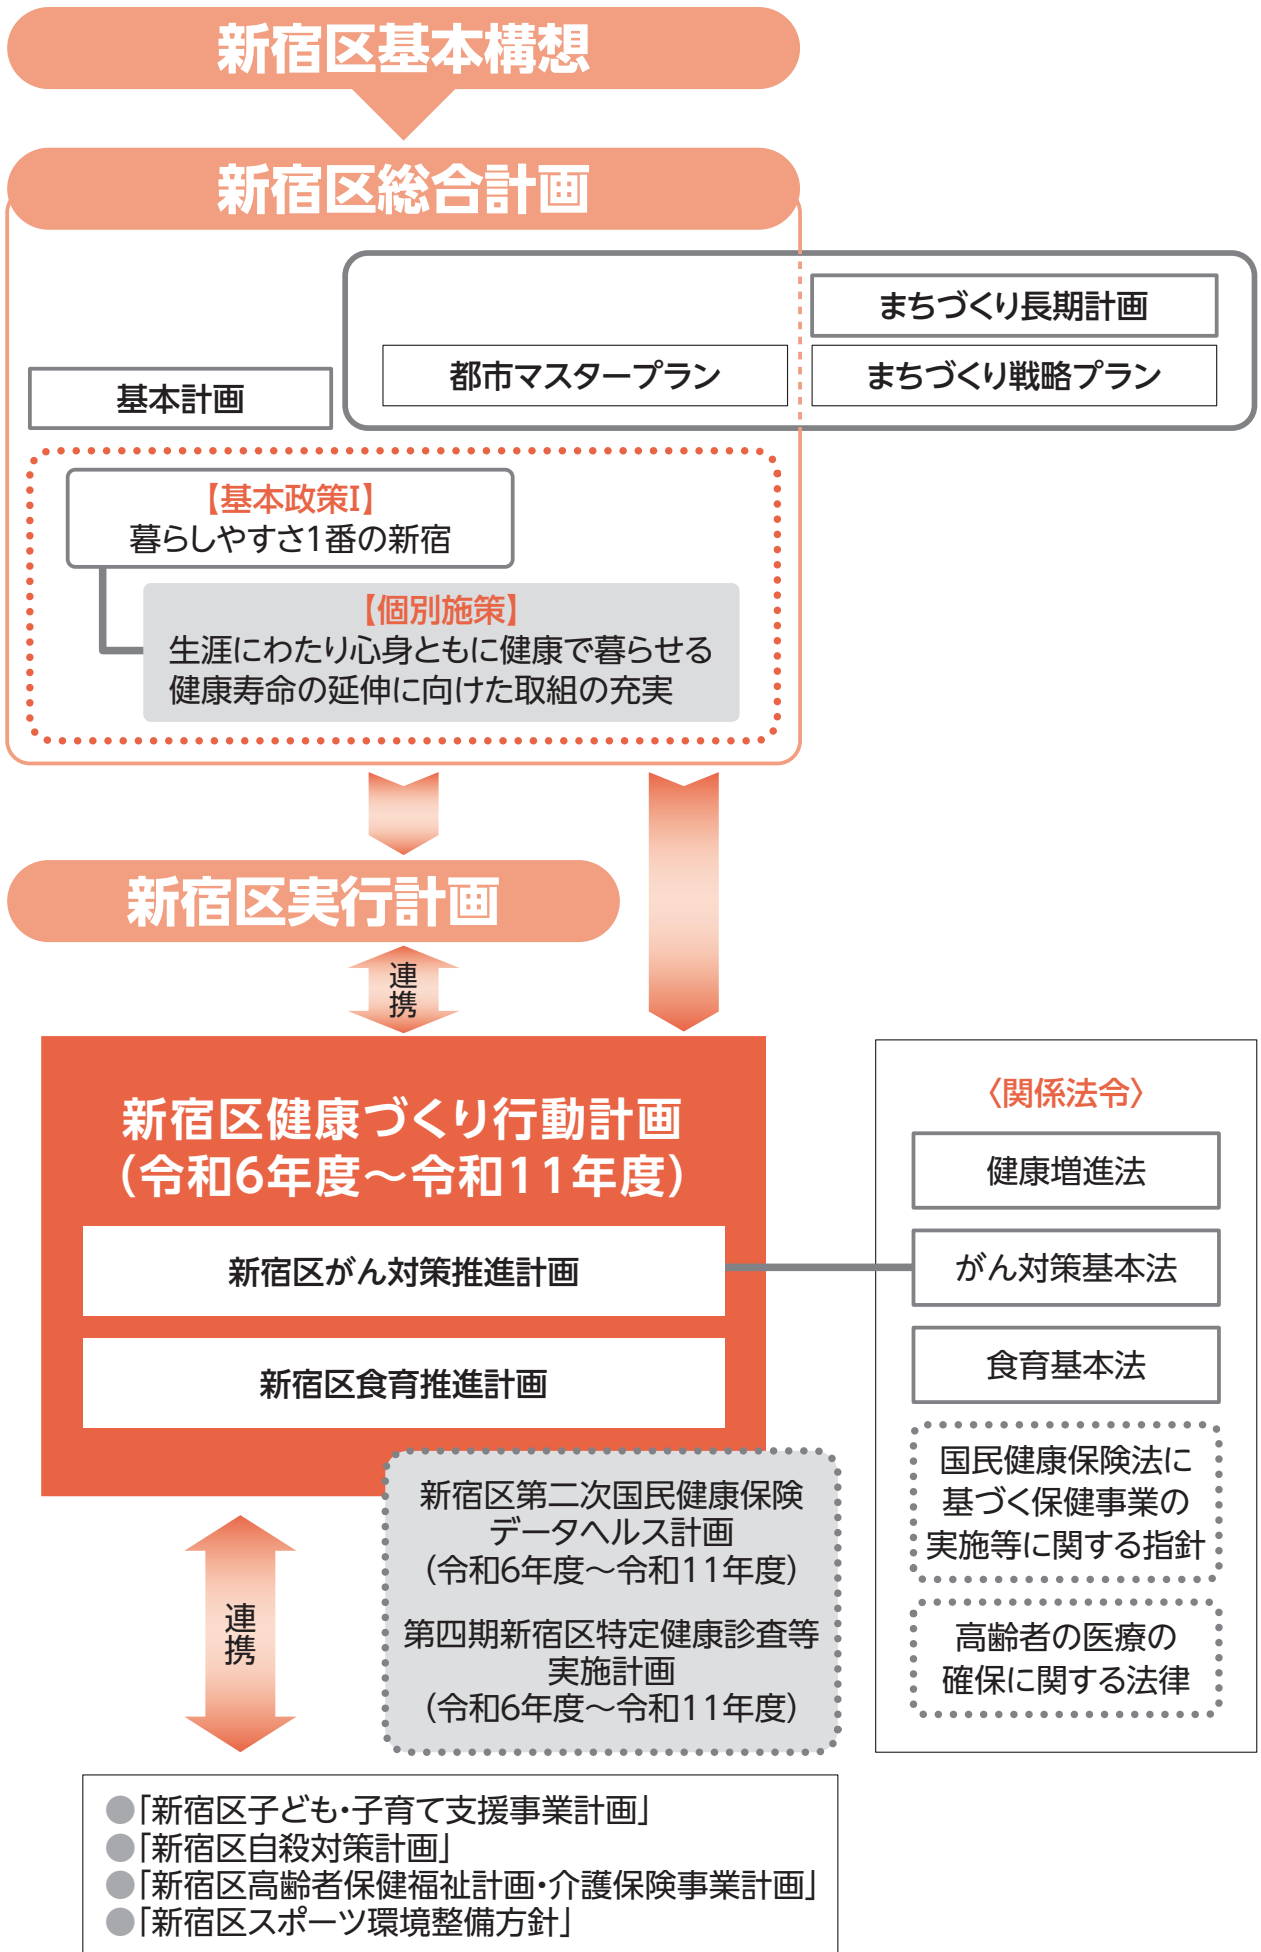 新宿区基本構想
新宿区総合計画
まちづくり長期計画
都市マスタープラン
まちづくり戦略プラン
基本計画
【基本政策Ⅰ】
暮らしやすさ1番の新宿
【個別施策】
生涯にわたり心身ともに健康で暮らせる
健康寿命の延伸に向けた取組の充実
新宿区実行計画
連携
新宿区健康づくり行動計画
（令和6年度～令和11年度）
新宿区がん対策推進計画
新宿区食育推進計画
〈関係法令〉
健康増進法
がん対策基本法
食育基本法
国民健康保険法に
基づく保健事業の
実施等に関する指針
高齢者の医療の
確保に関する法律
新宿区第二次国民健康保険
データヘルス計画
（令和6年度～令和11年度）
第四期新宿区特定健康診査等
実施計画
（令和6年度～令和11年度）
連携
●「新宿区子ども・子育て支援事業計画」
●「新宿区自殺対策計画」
●「新宿区高齢者保健福祉計画・介護保険事業計画」
●「新宿区スポーツ環境整備方針」